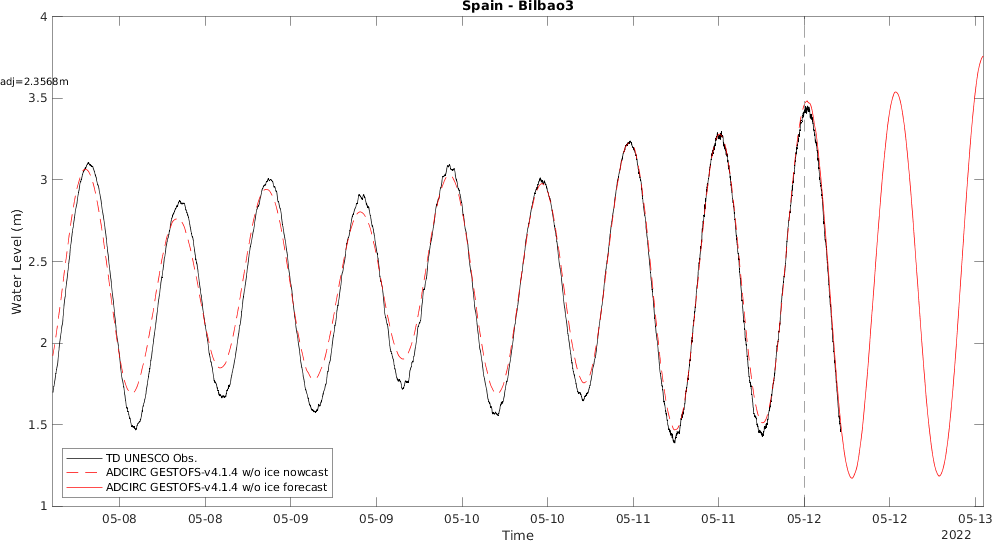 Spain - Bilbao3
adj=2.3568m
4
3.5
3
2.5
2
1.5
1
Water Level (m)
TD UNESCO Obs.
ADCIRC GESTOFS-v4.1.4 w/o ice nowcast
ADCIRC GESTOFS-v4.1.4 w/o ice forecast
05-08 05-08 05-09 05-09 05-10 05-10 05-11 05-11 05-12 05-12 05-13
Time
2022